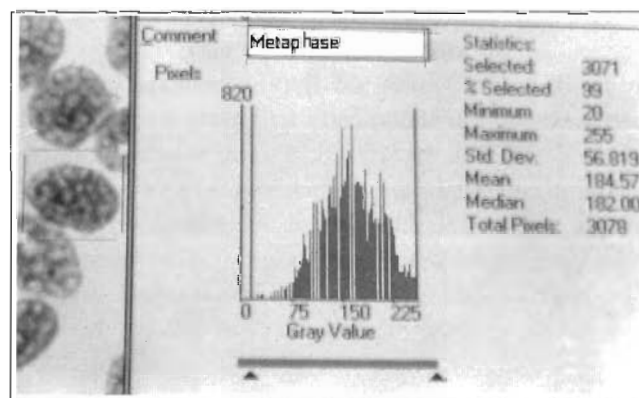 Comment
Metaphase
Pixels
820
0 75 150 225
Gray Value
Statistics:
Selected: 3071
% Selected 99
Minimum 20
Maximum 255
Std. Dev. 56.819
Mean 184.57
Median 182.00
Total Pixels: 3078